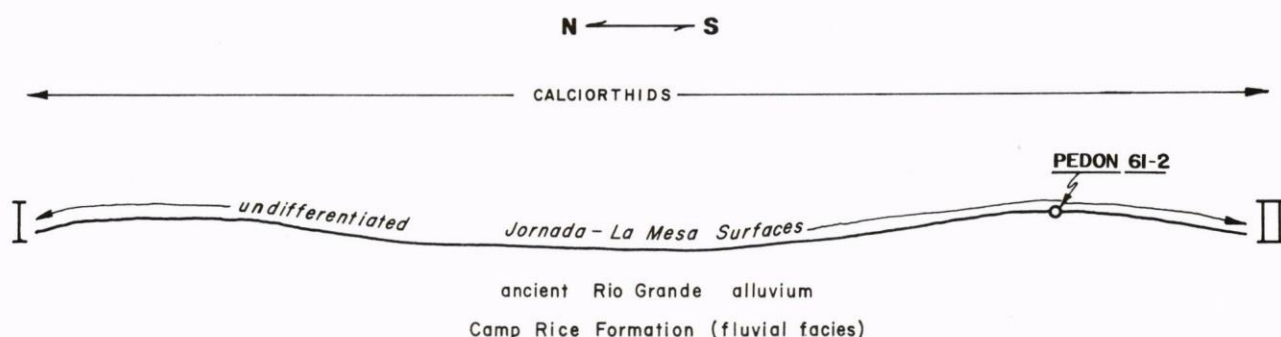 N S
CALCIORTHIDS
PEDON 61-2
I undifferentiated Jornada-La Mesa Surfaces II
ancient Rio Grande alluvium
Camp Rice Formation (fluvial facies)